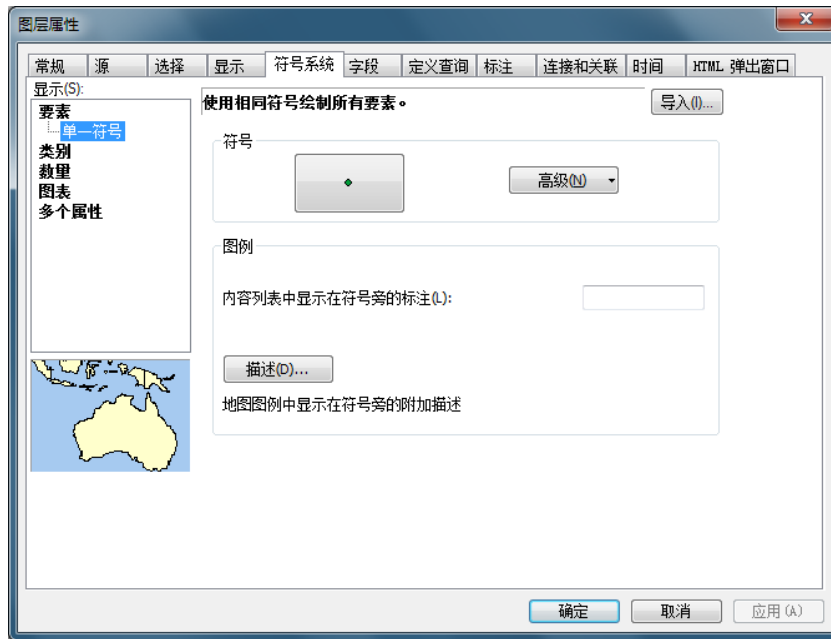 图层属性
常规 源 选择 显示 符号系统 字段 定义查询 标注 连接和关联 时间 HTML 弹出窗口
显示(S):
要素
单一符号
类别
数量
图表
多个属性
使用相同符号绘制所有要素。
导入(I)...
符号
高级(N)
图例
内容列表中显示在符号旁的标注(L):
描述(D)...
地图图例中显示在符号旁的附加描述
确定 取消 应用(A)